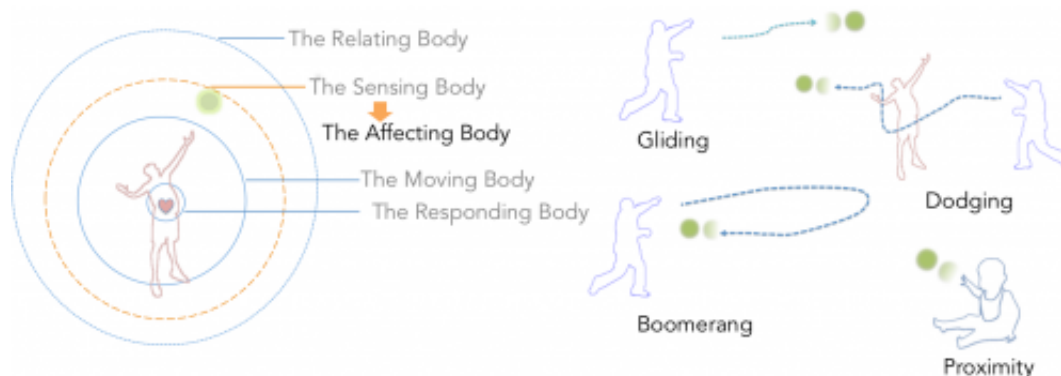 The Relating Body
The Sensing Body
The Affecting Body
The Moving Body
The Responding Body
Gliding
Dodging
Boomerang
Proximity